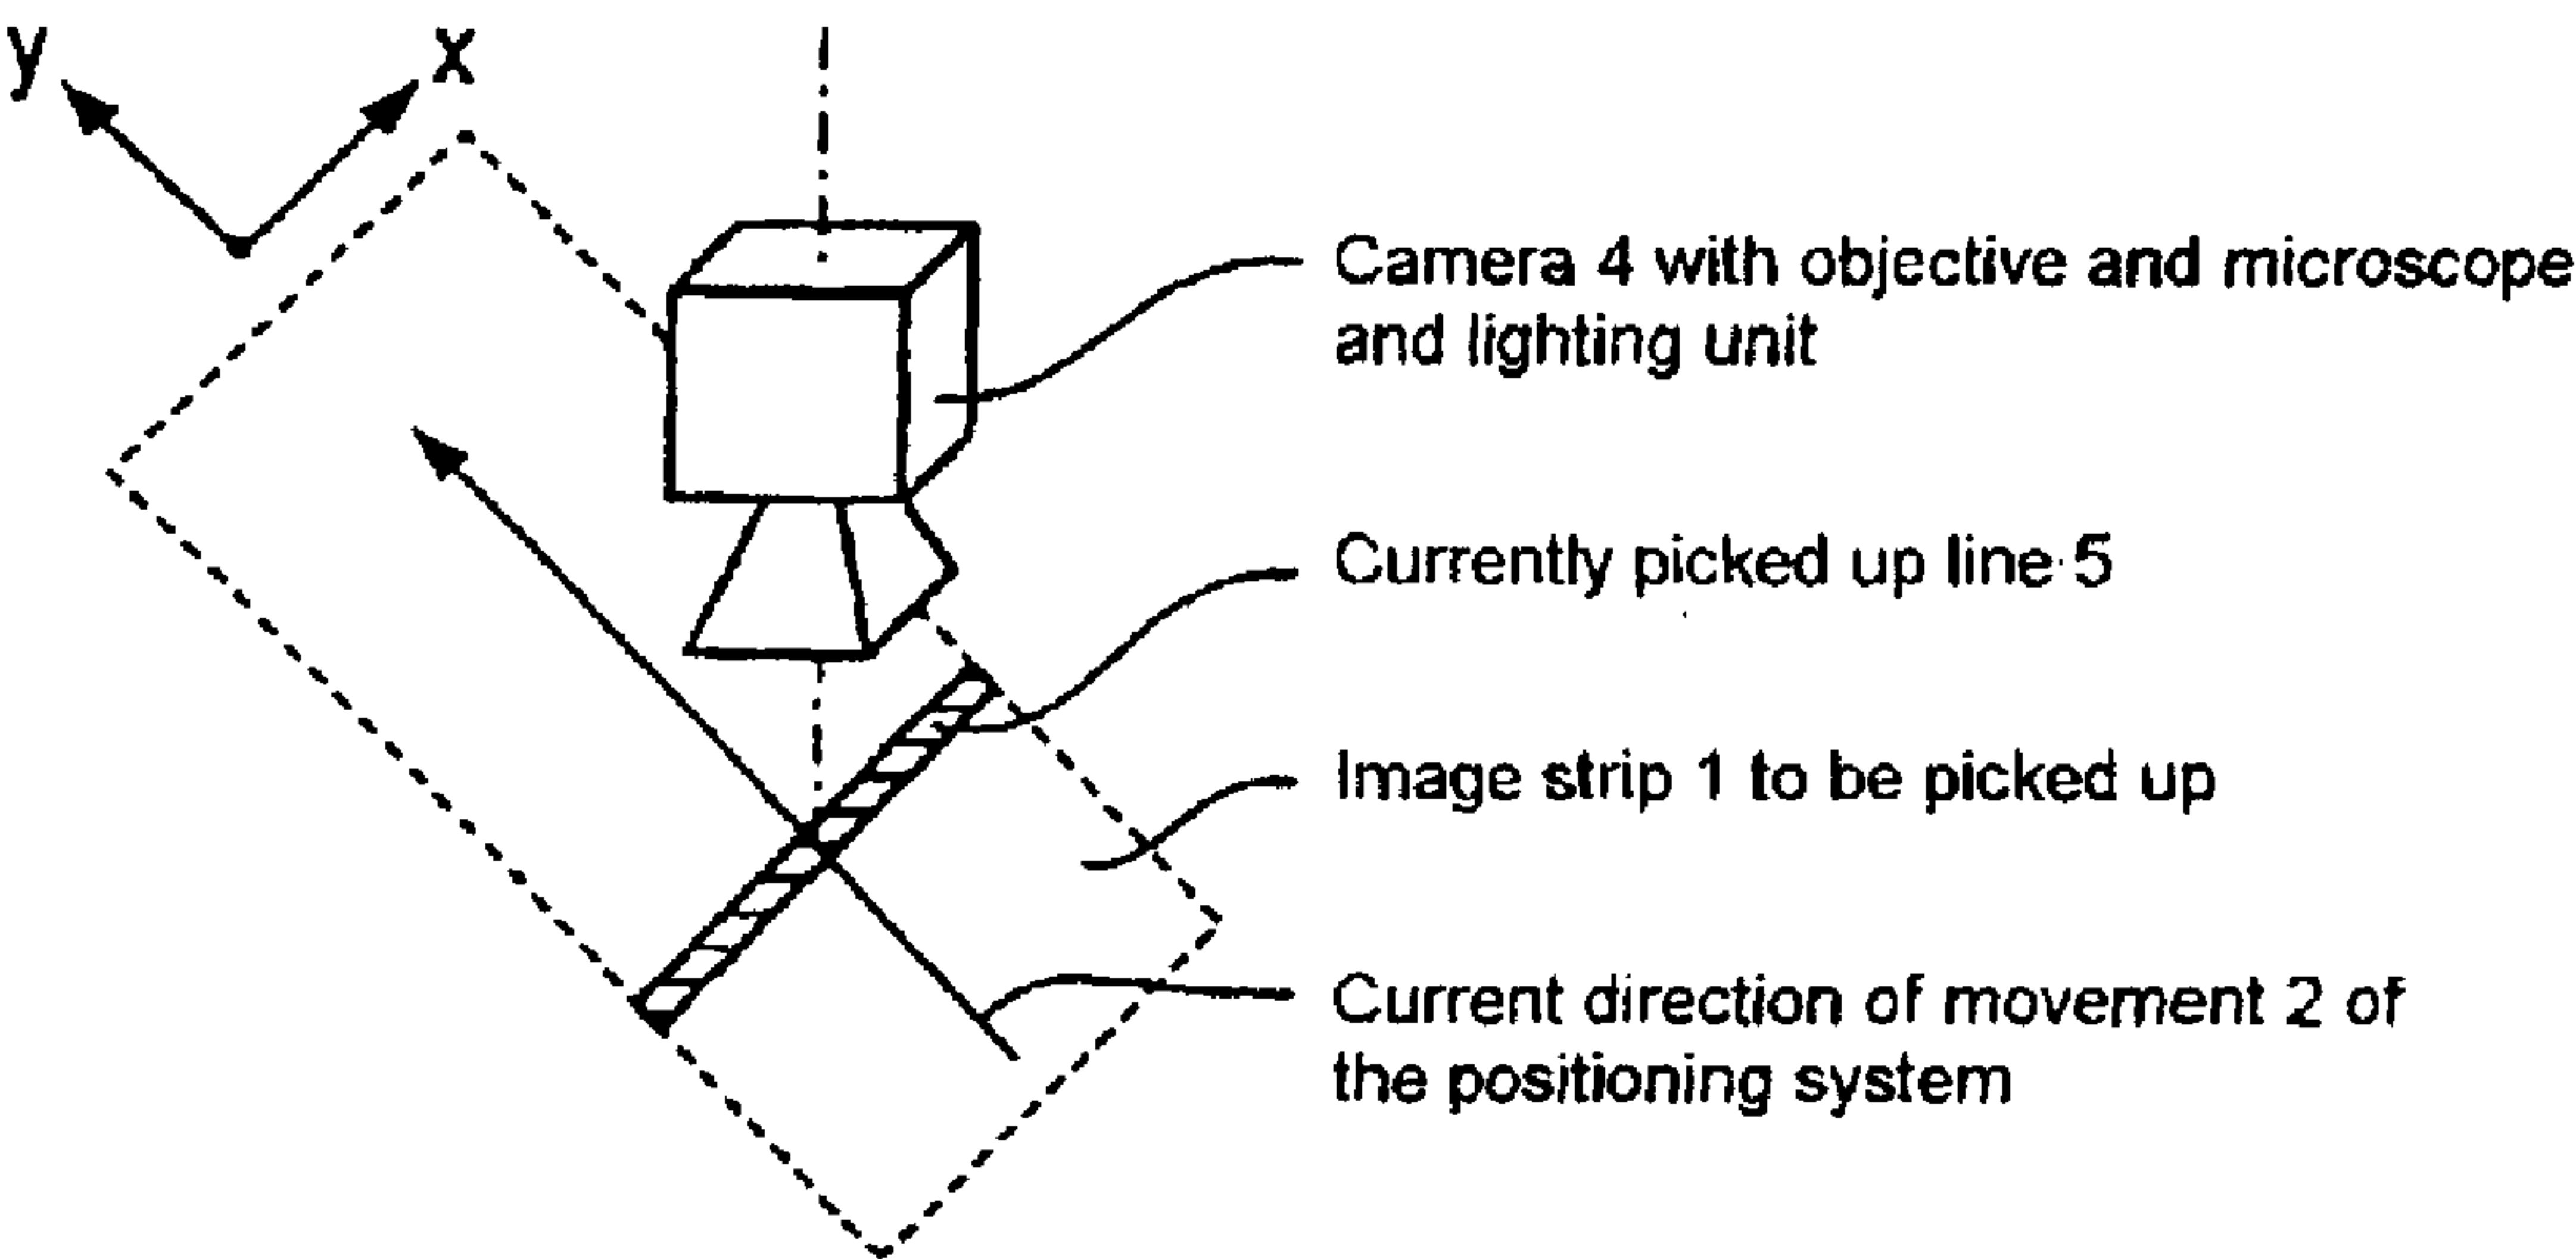 y
x
Camera 4 with objective and microscope
and lighting unit
Currently picked up line 5
Image strip 1 to be picked up
Current direction of movement 2 of
the positioning system